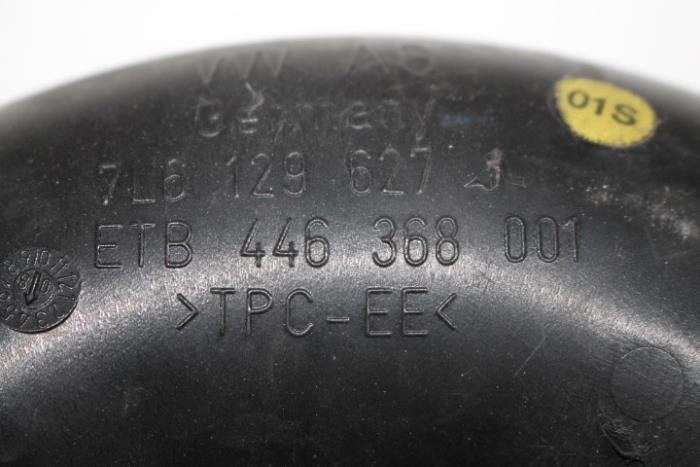 VW AG
Germany
7L6 129 627
ETB 446 368 001
>TPC-EE<
01S